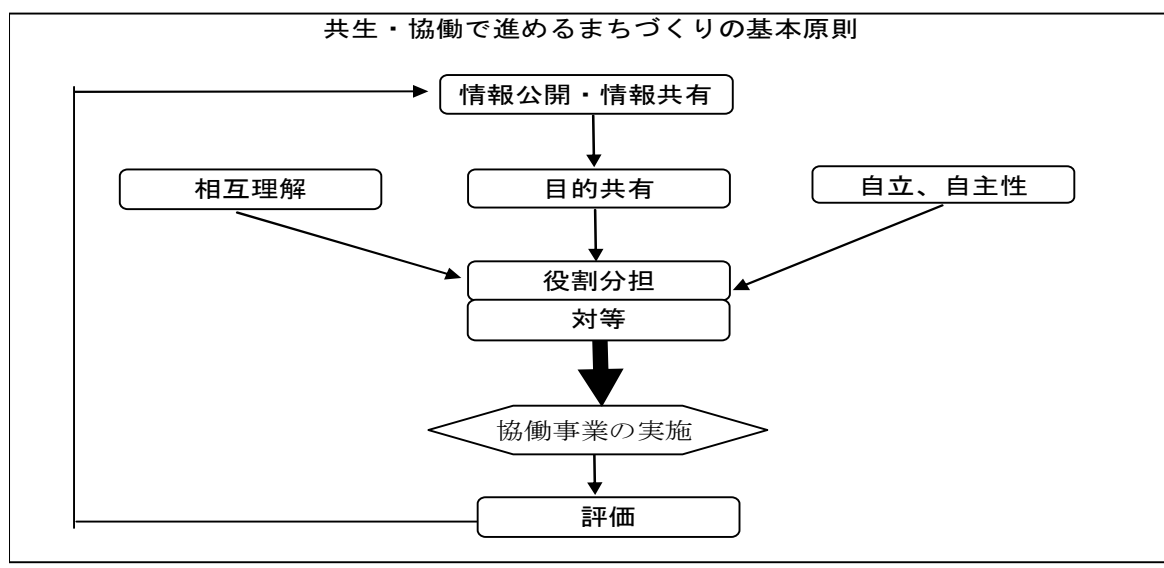 共生・協働で進めるまちづくりの基本原則
情報公開・情報共有
相互理解
目的共有
自立、自主性
役割分担
対等
協働事業の実施
評価